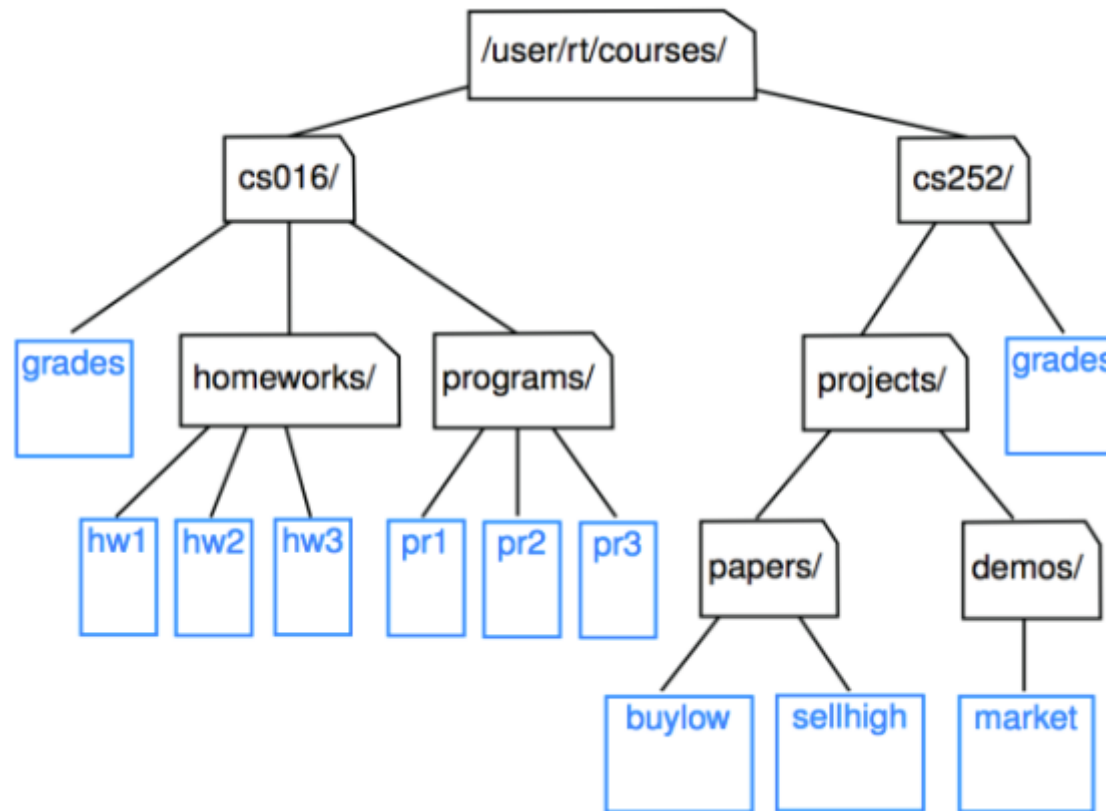 /user/rt/courses/
cs016/
cs252/
grades
homeworks/
programs/
projects/
grades
hw1
hw2
hw3
pr1
pr2
pr3
papers/
demos/
buylow
sellhigh
market